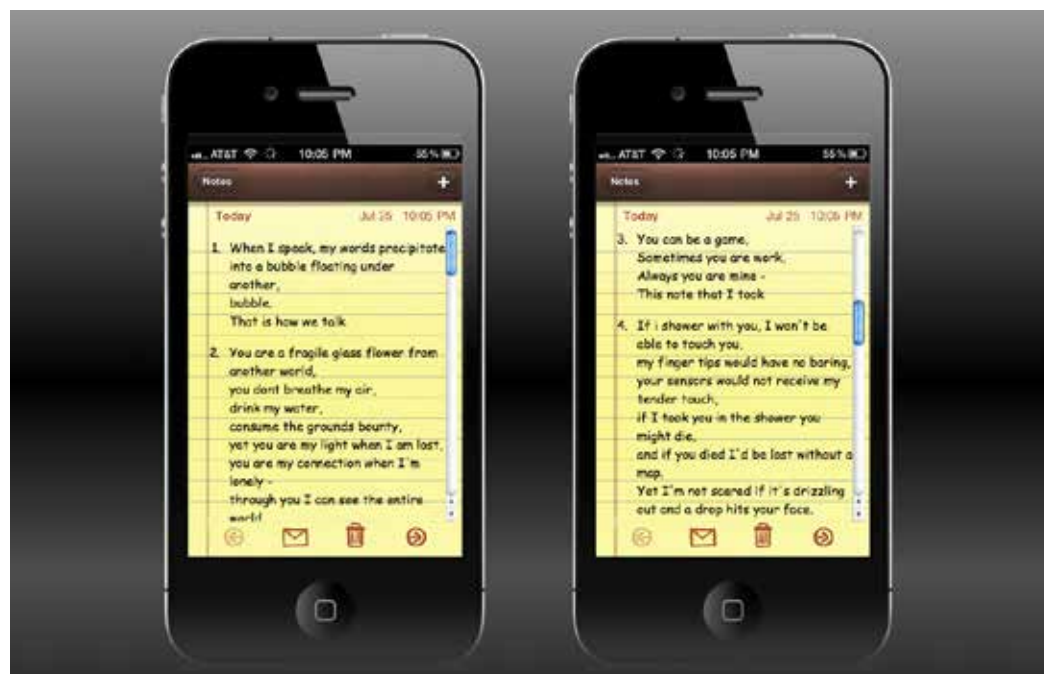 AT&T 10:05 PM 55%
Notes +
Today Jul 25 10:05 PM
1. When I speak, my words precipitate
into a bubble floating under
another,
bubble,
That is how we talk
2. You are a fragile glass flower from
another world,
you dont breathe my air,
drink my water,
consume the grounds bounty,
yet you are my light when I am lost,
you are my connection when I'm
lonely -
through you I can see the entire
world
AT&T 10:05 PM 55%
Notes +
Today Jul 25 10:05 PM
3. You can be a game,
Sometimes you are work,
Always you are mine -
This note that I took
4. If i shower with you, I won't be
able to touch you,
my finger tips would have no baring,
your sensors would not receive my
tender touch,
if I took you in the shower you
might die,
and if you died I'd be lost without a
map.
Yet I'm not scared if it's drizzling
out and a drop hits your face.